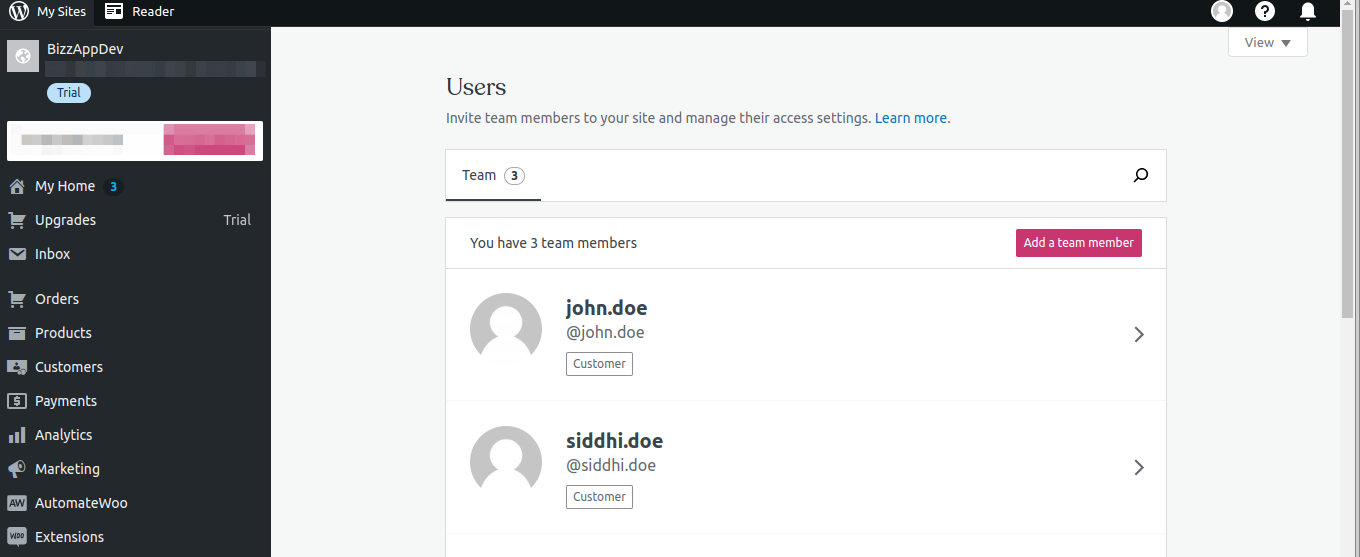 My Sites
Reader
BizzAppDev
Trial
My Home 3
Upgrades Trial
Inbox
Orders
Products
Customers
Payments
Analytics
Marketing
AW AutomateWoo
WOO Extensions
View
Users
Invite team members to your site and manage their access settings. Learn more.
Team 3
You have 3 team members
Add a team member
john.doe
@john.doe
Customer
siddhi.doe
@siddhi.doe
Customer